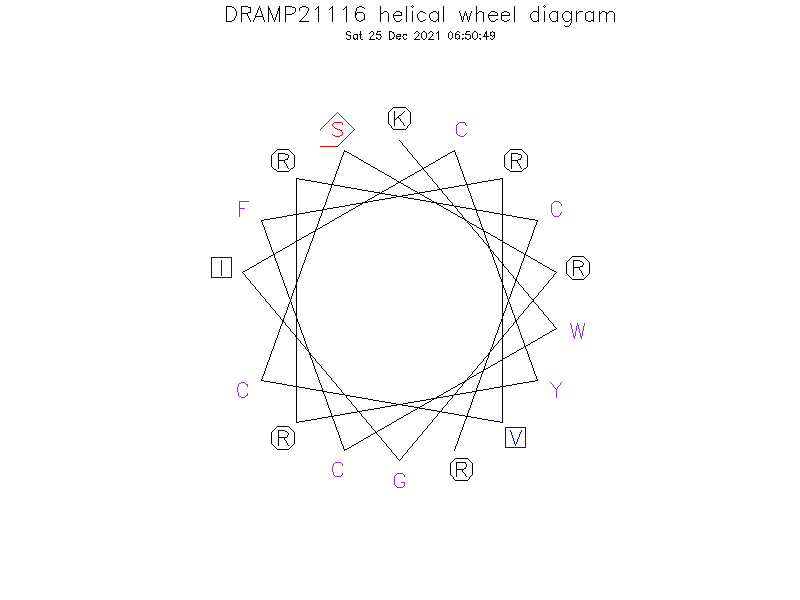 DRAMP21116 helical wheel diagram
Sat 25 Dec 2021 06:50:49
K
S
C
R
R
F
C
I
R
W
C
Y
R
V
C
R
G